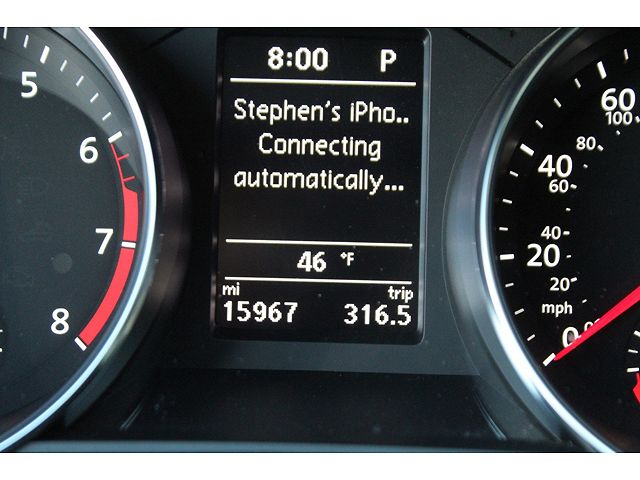 8:00 P
Stephen's iPho..
Connecting
automatically...
46 °F
mi trip
15967 316.5
5
6
7
8
60
100
80
40
60
40
20
20
mph
0